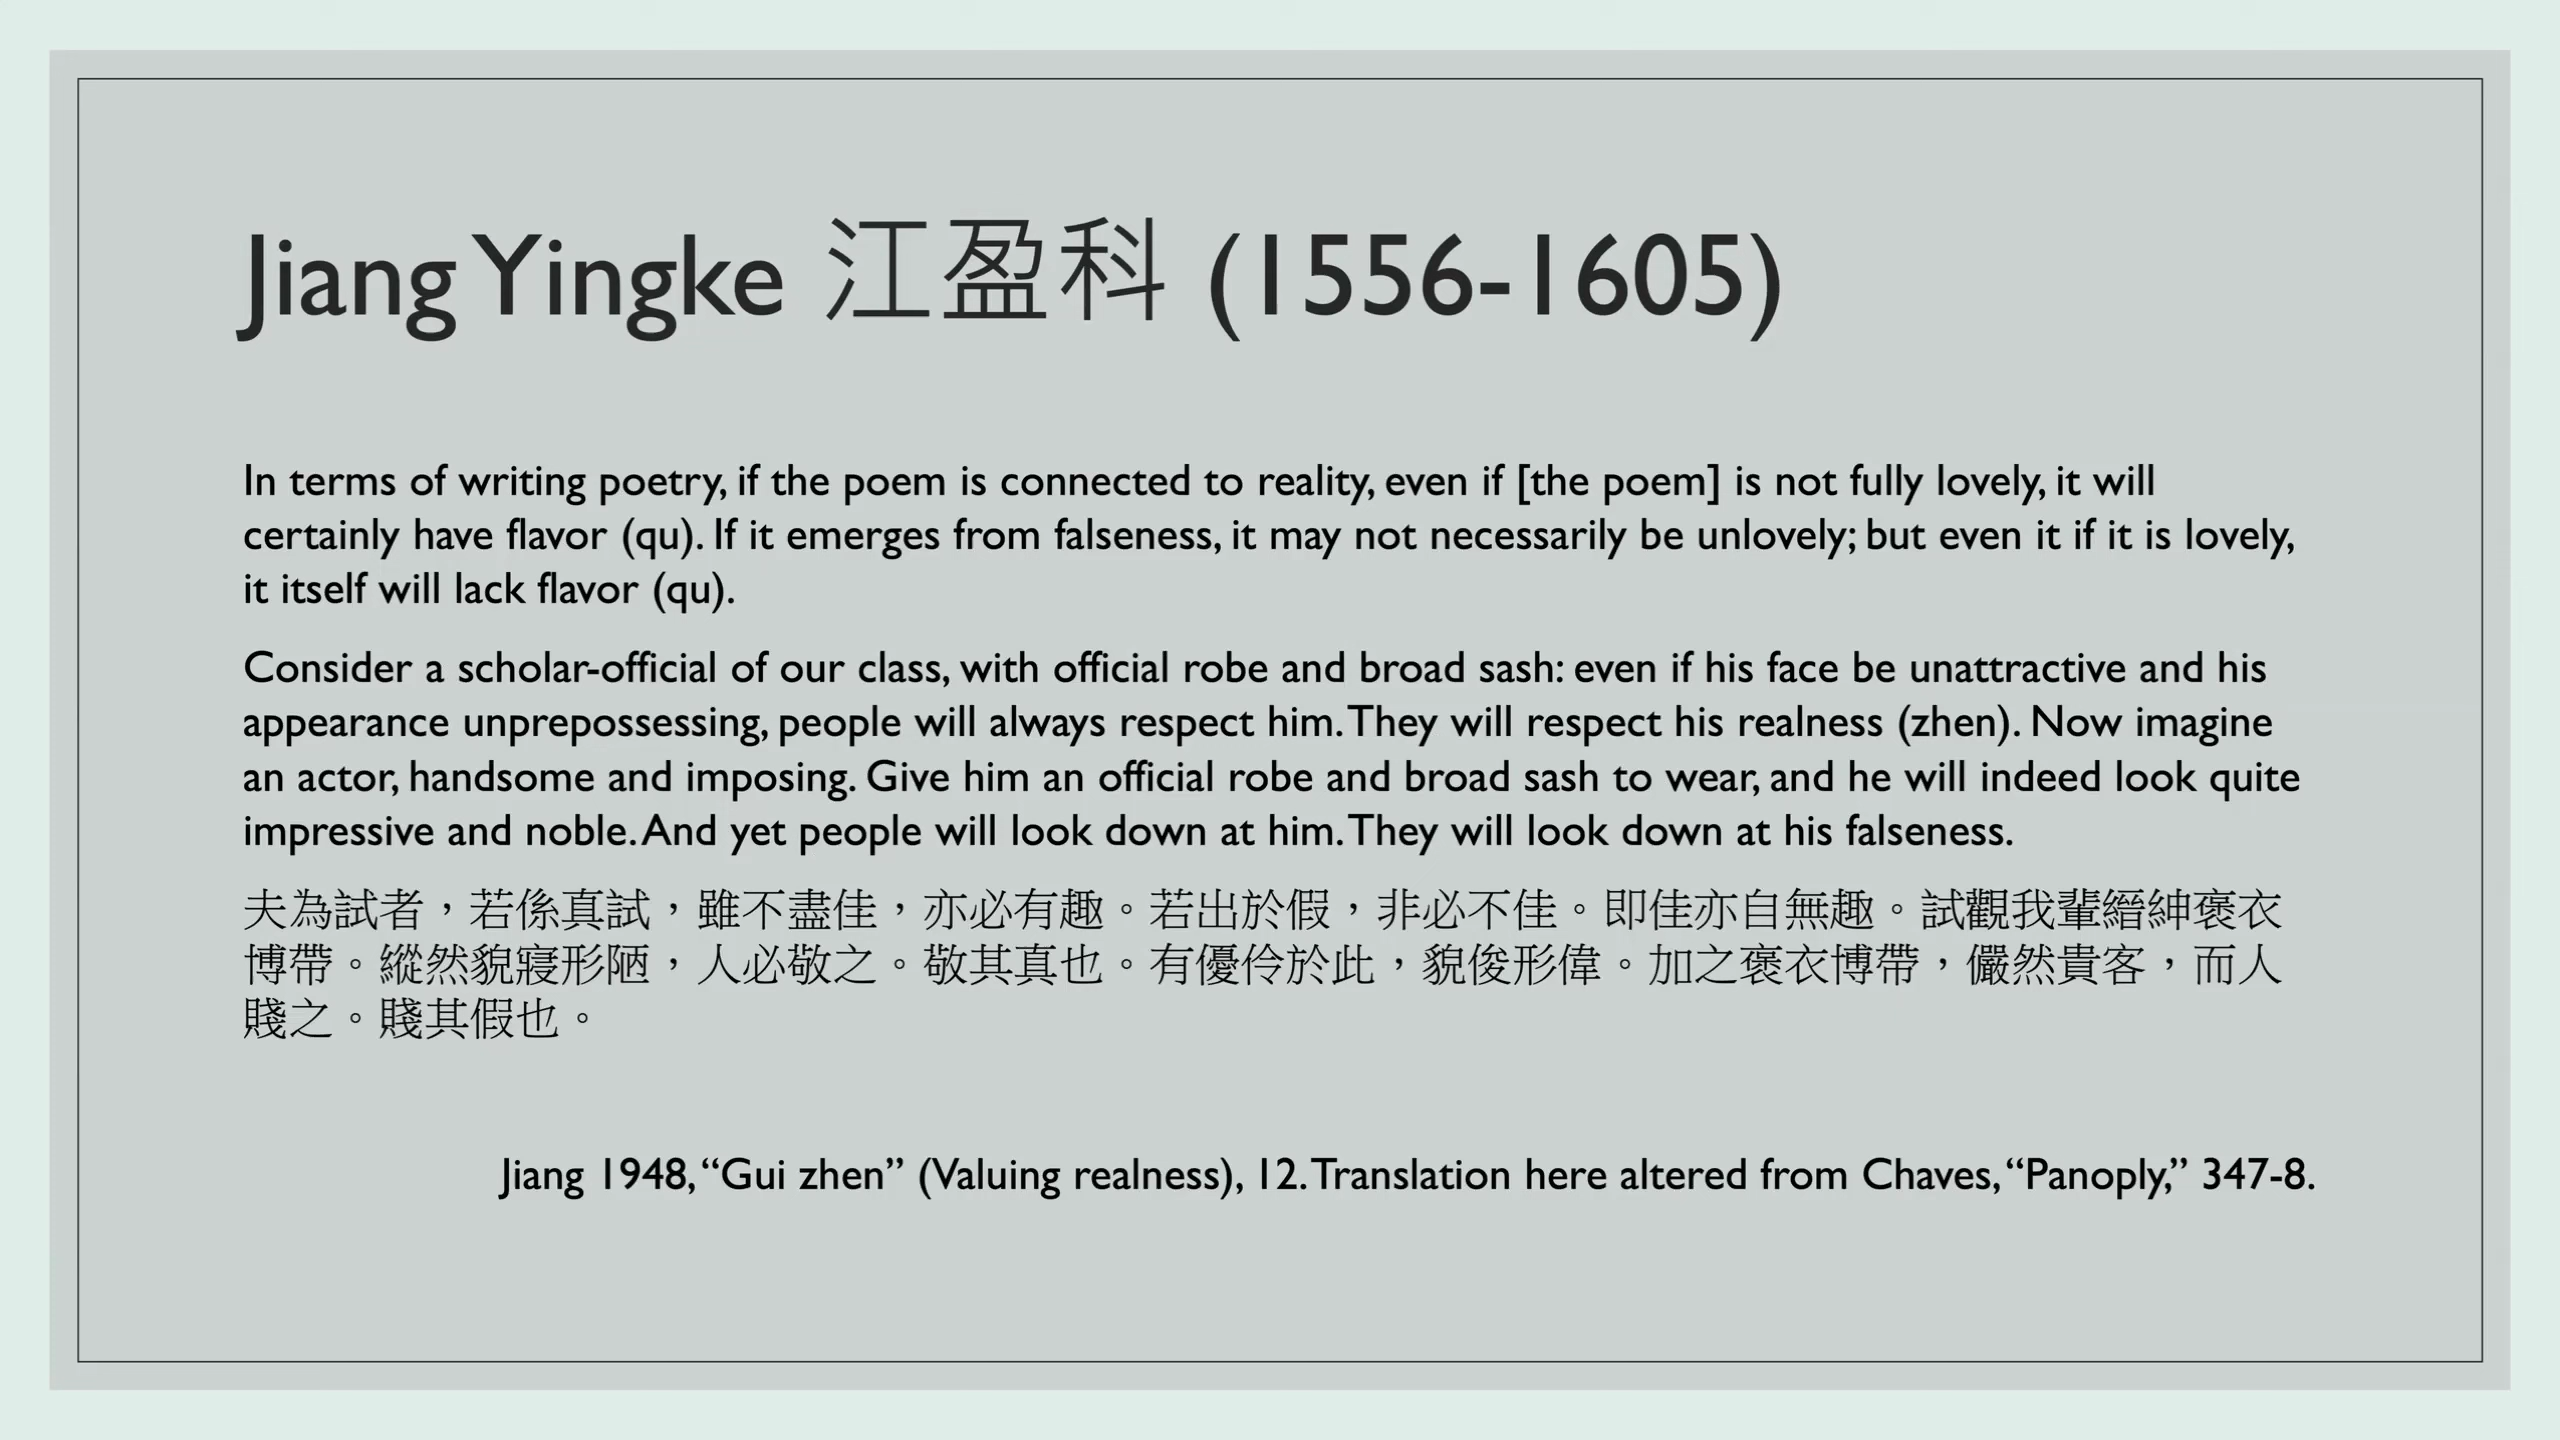 Jiang Yingke 江盈科 (1556-1605)
In terms of writing poetry, if the poem is connected to reality, even if [the poem] is not fully lovely, it will
certainly have flavor (qu). If it emerges from falseness, it may not necessarily be unlovely; but even it if it is lovely,
it itself will lack flavor (qu).
Consider a scholar-official of our class, with official robe and broad sash: even if his face be unattractive and his
appearance unprepossessing, people will always respect him. They will respect his realness (zhen). Now imagine
an actor, handsome and imposing. Give him an official robe and broad sash to wear, and he will indeed look quite
impressive and noble. And yet people will look down at him. They will look down at his falseness.
夫為試者，若係真試，雖不盡佳，亦必有趣。若出於假，非必不佳。即佳亦自無趣。試觀我輩縉紳褒衣
博帶。縱然貌寢形陋，人必敬之。敬其真也。有優伶於此，貌俊形偉。加之褒衣博帶，儼然貴客，而人
賤之。賤其假也。
Jiang 1948, “Gui zhen” (Valuing realness), 12. Translation here altered from Chaves, “Panoply,” 347-8.